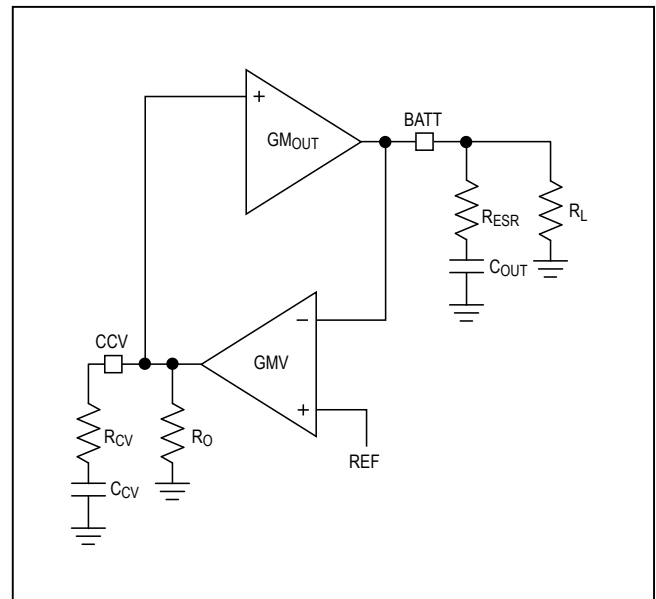 +
GMOUT
BATT
RESR
RL
COUT
CCV
−
GMV
+
RCV
RO
REF
CCV